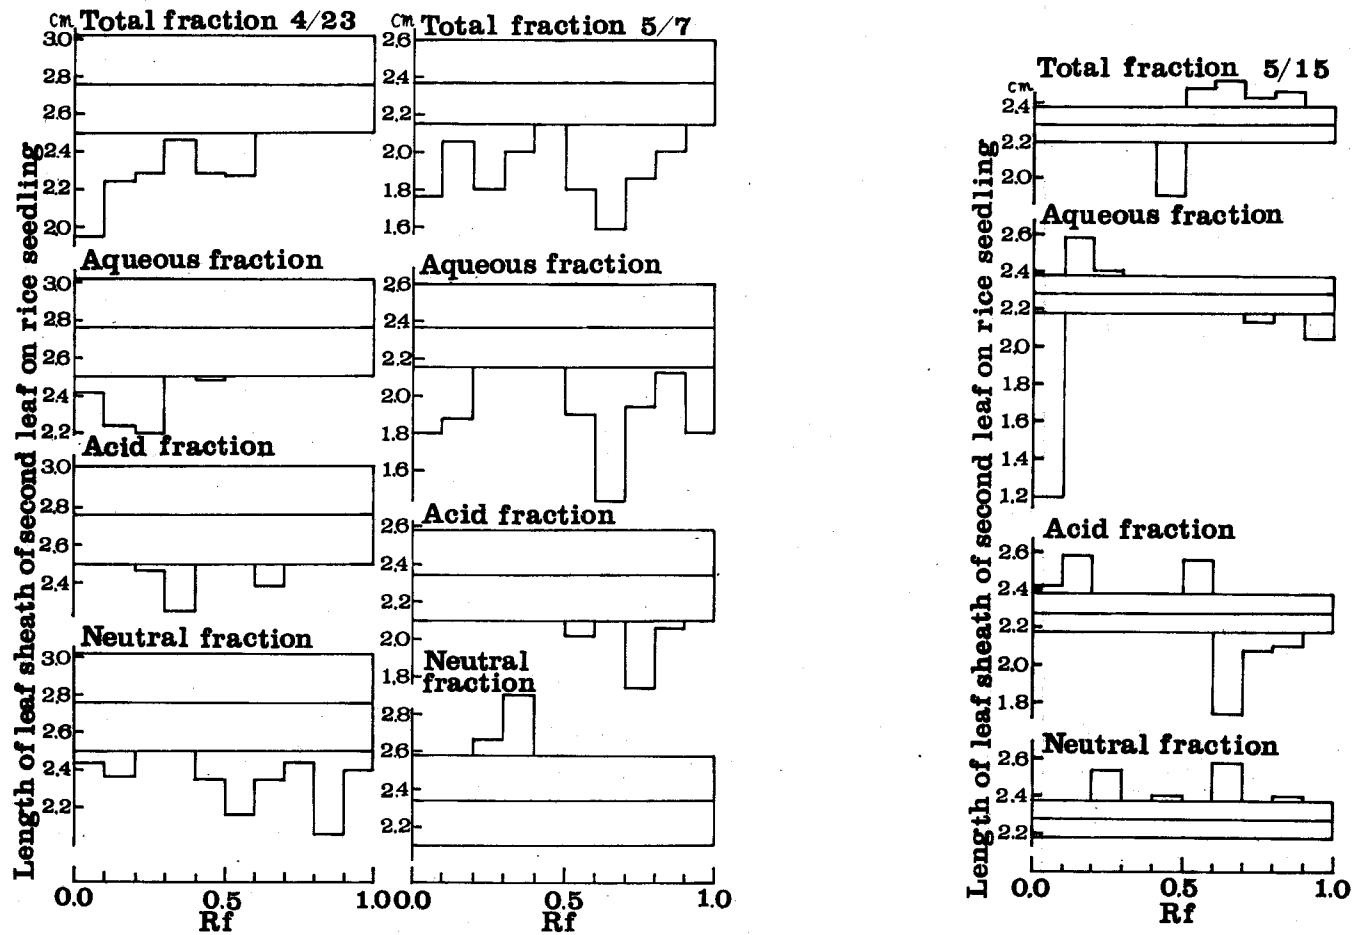 cm Total fraction 4/23
3.0
2.8
2.6
2.4
2.2
2.0
Aqueous fraction
3.0
2.8
2.6
2.4
2.2
Acid fraction
3.0
2.8
2.6
2.4
Neutral fraction
3.0
2.8
2.6
2.4
2.2
0.0 0.5 1.0
Rf
Length of leaf sheath of second leaf on rice seedling
cm Total fraction 5/7
2.6
2.4
2.2
2.0
1.8
1.6
Aqueous fraction
2.6
2.4
2.2
2.0
1.8
1.6
Acid fraction
2.6
2.4
2.2
2.0
1.8
Neutral
fraction
2.8
2.6
2.4
2.2
0.0 0.5 1.0
Rf
Total fraction 5/15
cm
2.4
2.2
2.0
Aqueous fraction
2.6
2.4
2.2
2.0
1.8
1.6
1.4
1.2
Acid fraction
2.6
2.4
2.2
2.0
1.8
Neutral fraction
2.6
2.4
2.2
0.0 0.5 1.0
Rf
Length of leaf sheath of second leaf on rice seedling